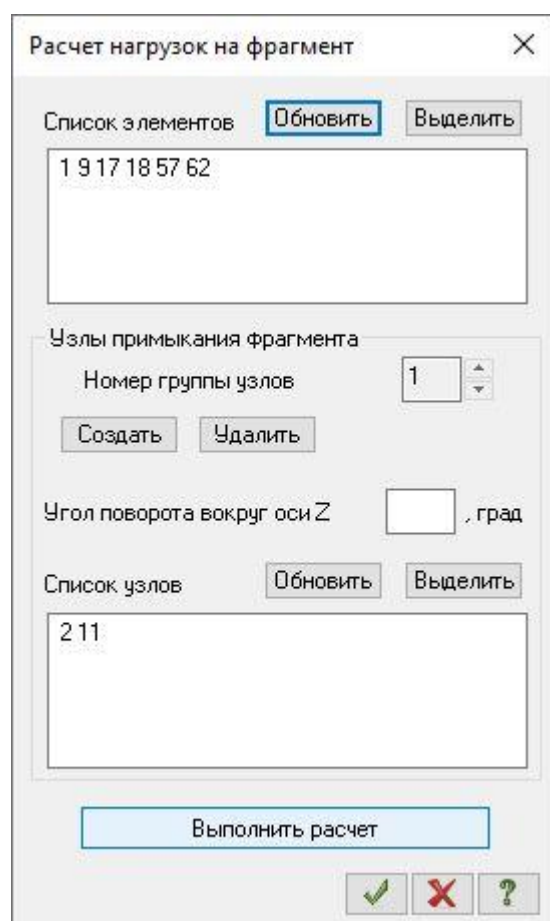 Расчет нагрузок на фрагмент
Список элементов Обновить Выделить
1 9 17 18 57 62
Узлы примыкания фрагмента
Номер группы узлов 1
Создать Удалить
Угол поворота вокруг оси Z , град
Список узлов Обновить Выделить
2 11
Выполнить расчет
?